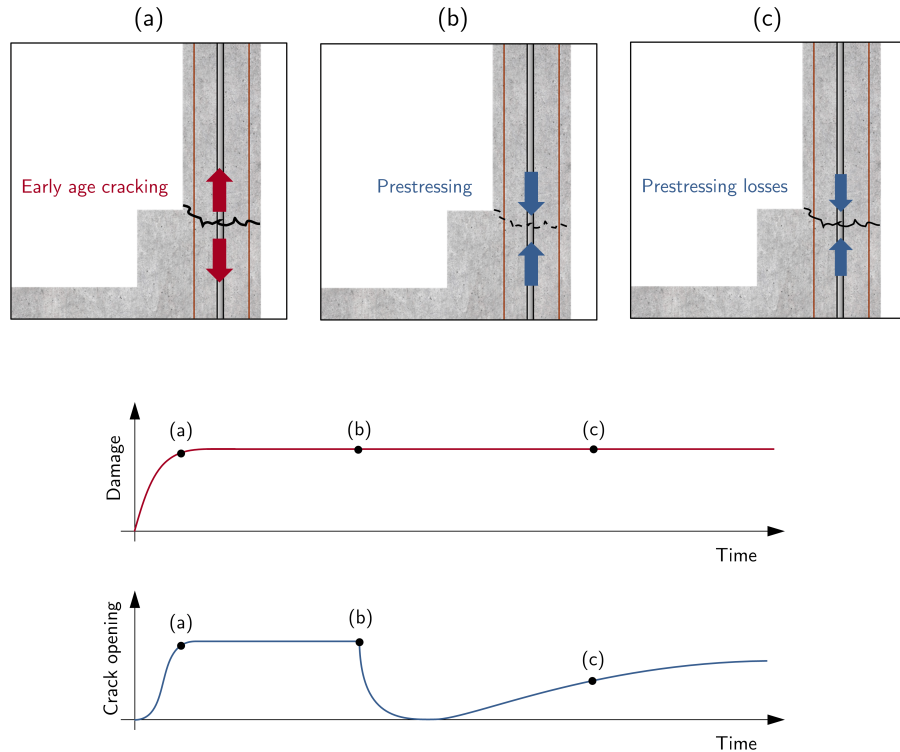 (a)
(b)
(c)
Early age cracking
Prestressing
Prestressing losses
Damage
(a)
(b)
(c)
Time
Crack opening
(a)
(b)
(c)
Time